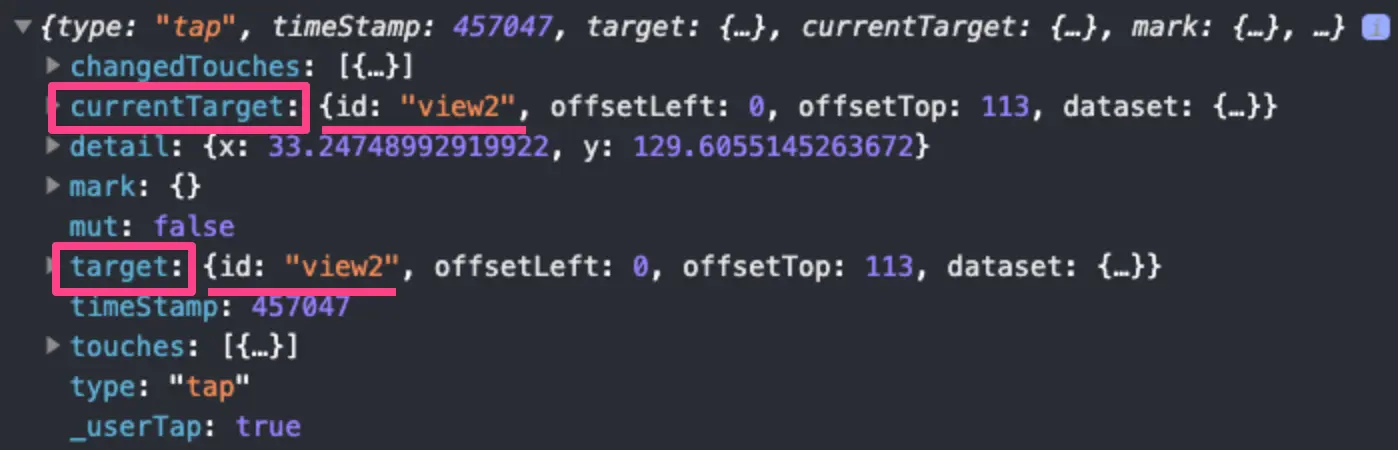 {type: "tap", timeStamp: 457047, target: {…}, currentTarget: {…}, mark: {…}, …} i
changedTouches: [{…}]
currentTarget: {id: "view2", offsetLeft: 0, offsetTop: 113, dataset: {…}}
detail: {x: 33.24748992919922, y: 129.6055145263672}
mark: {}
mut: false
target: {id: "view2", offsetLeft: 0, offsetTop: 113, dataset: {…}}
timeStamp: 457047
touches: [{…}]
type: "tap"
_userTap: true